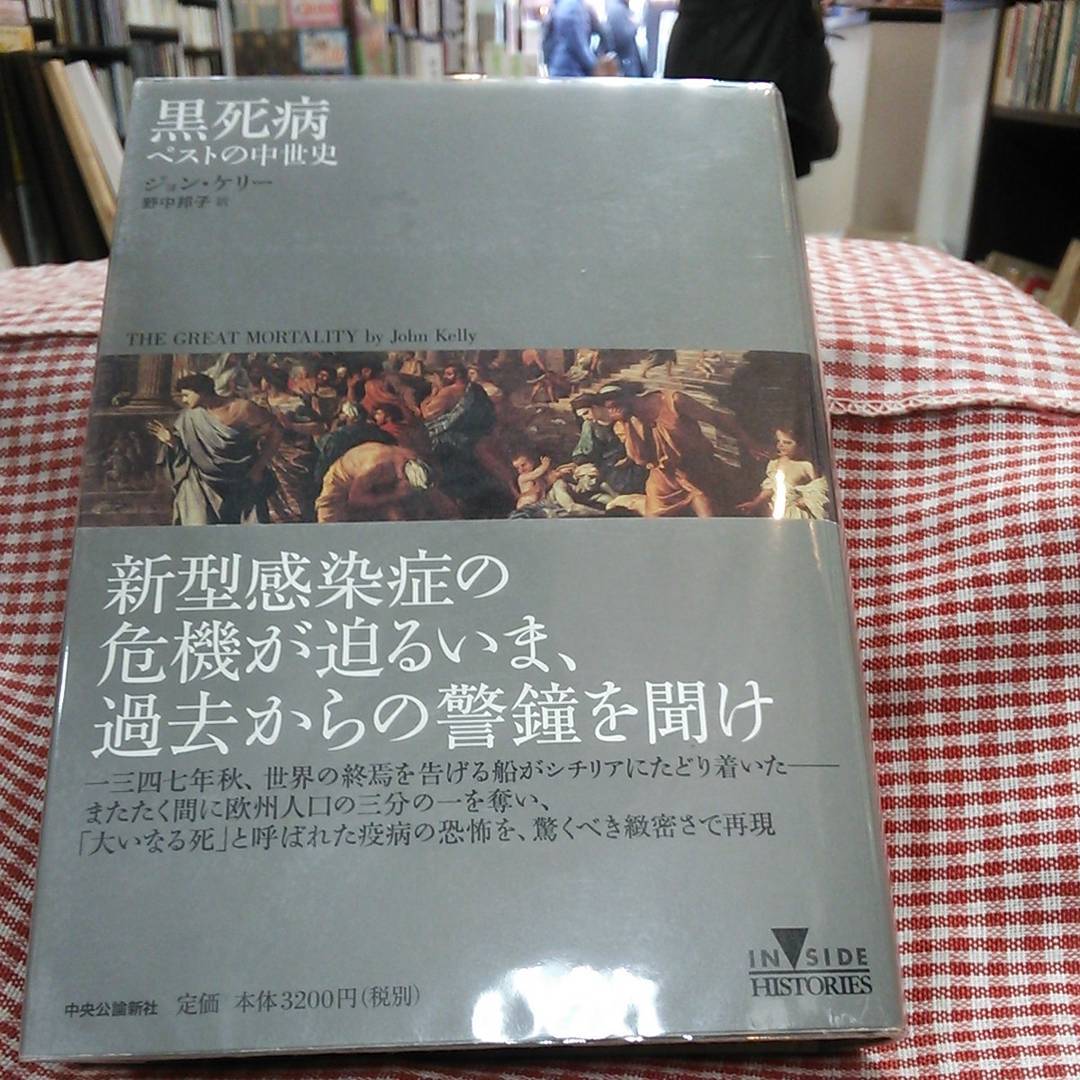 黒死病
ペストの中世史
ジョン・ケリー
野中邦子 訳
THE GREAT MORTALITY by John Kelly
新型感染症の
危機が迫るいま、
過去からの警鐘を聞け
一三四七年秋、世界の終焉を告げる船がシチリアにたどり着いた──
またたく間に欧州人口の三分の一を奪い、
「大いなる死」と呼ばれた疫病の恐怖を、驚くべき緻密さで再現
INSIDE
HISTORIES
中央公論新社 定価 本体3200円(税別)